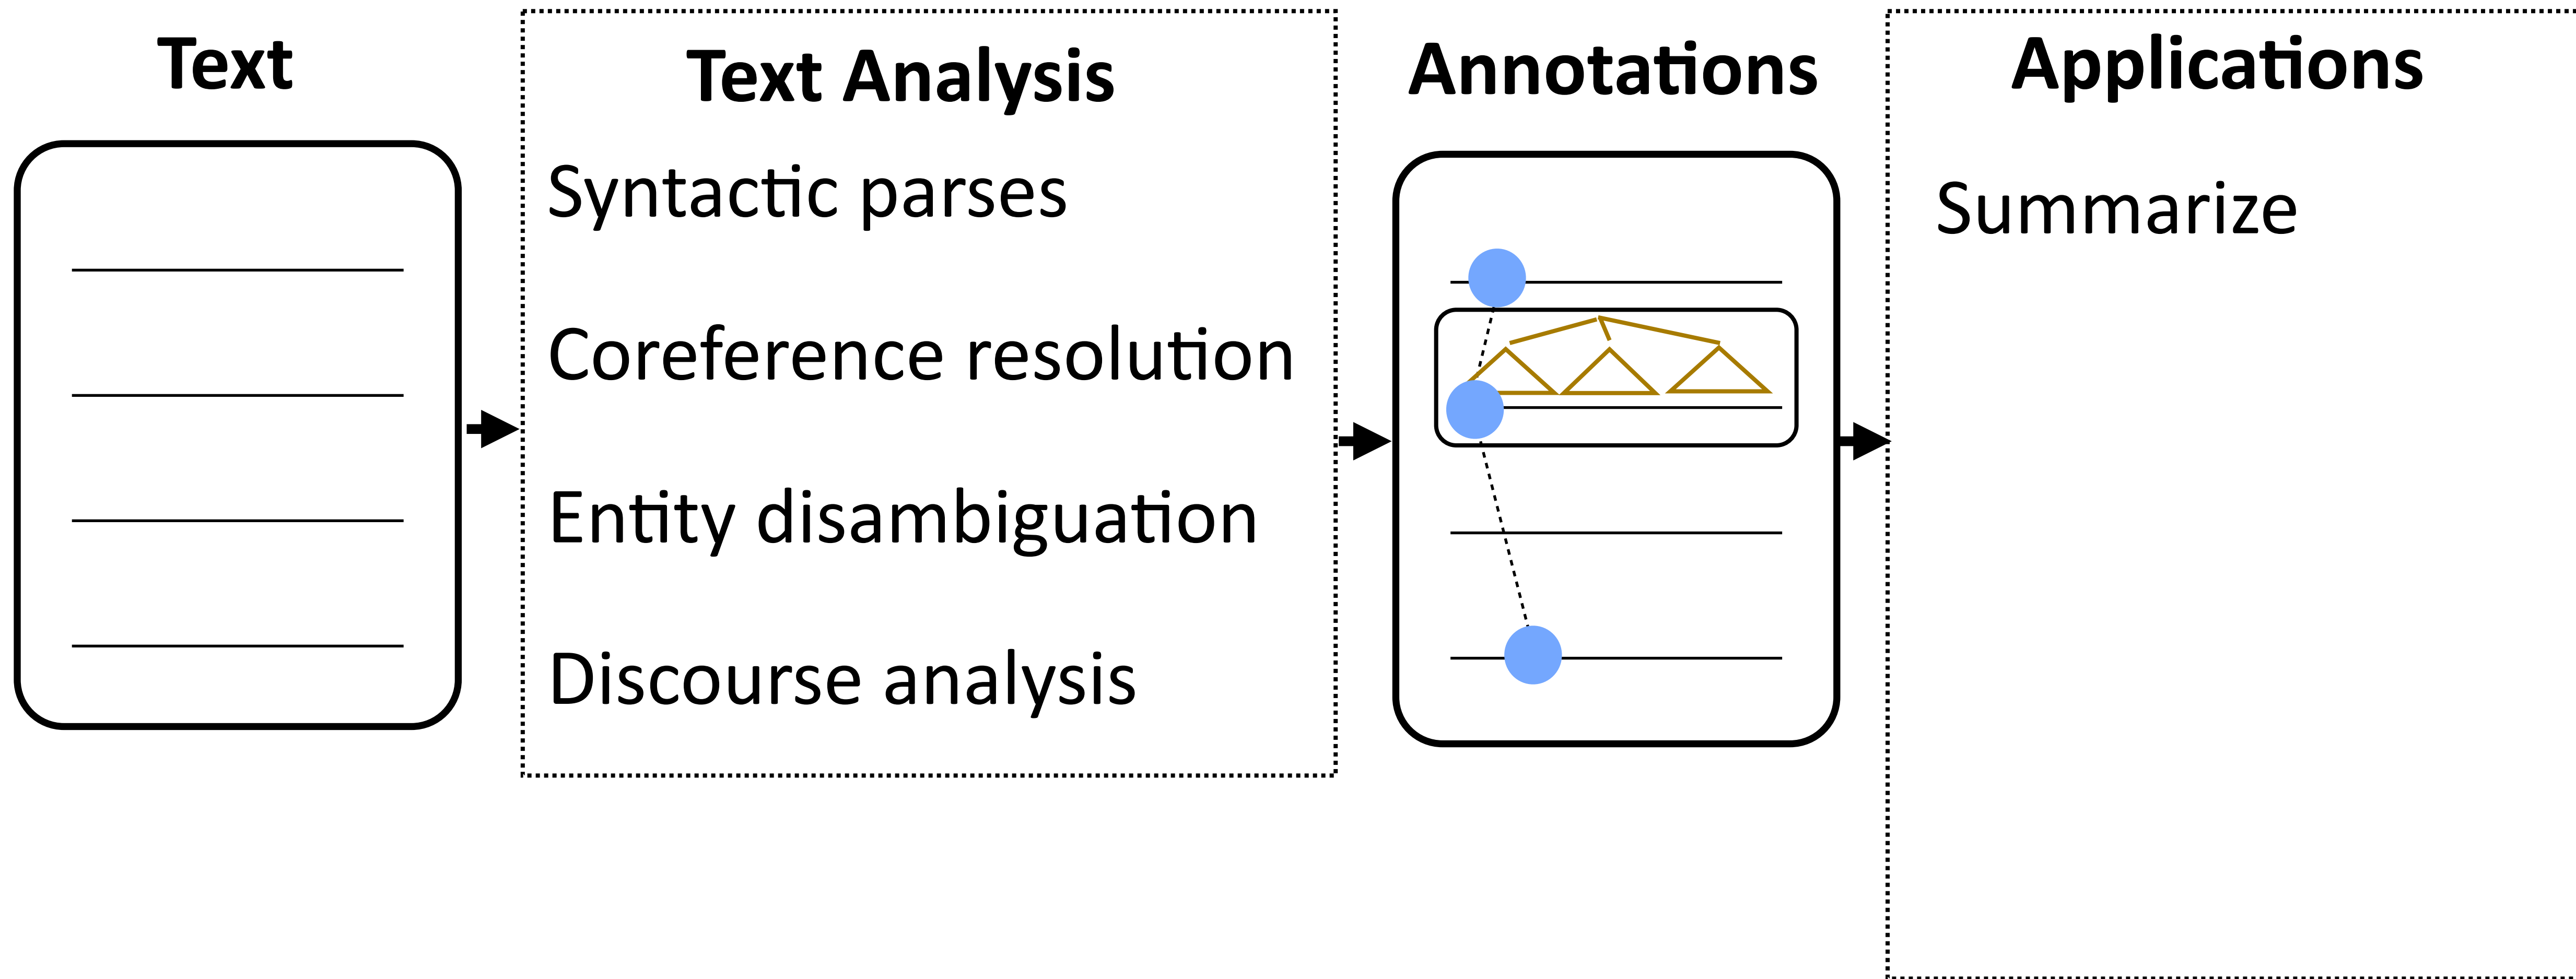 Text
Text Analysis
Syntactic parses
Coreference resolution
Entity disambiguation
Discourse analysis
Annotations
Applications
Summarize